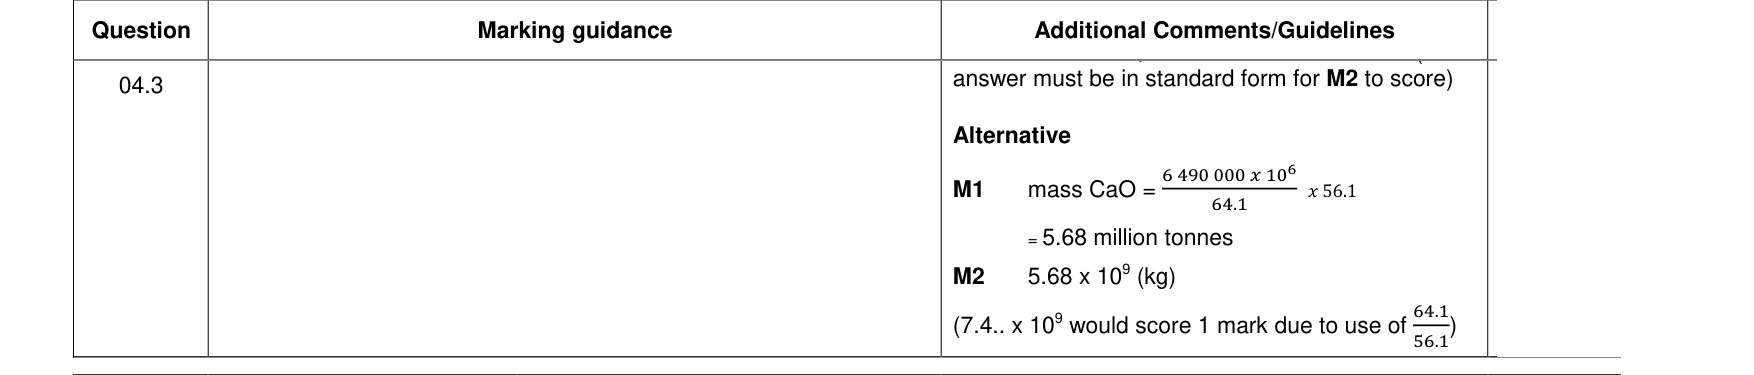 Question Marking guidance Additional Comments/Guidelines
04.3
answer must be in standard form for M2 to score)
Alternative
M1 mass CaO = 6 490 000 x 10⁶ / 64.1 x 56.1
= 5.68 million tonnes
M2 5.68 x 10⁹ (kg)
(7.4.. x 10⁹ would score 1 mark due to use of 64.1 / 56.1)